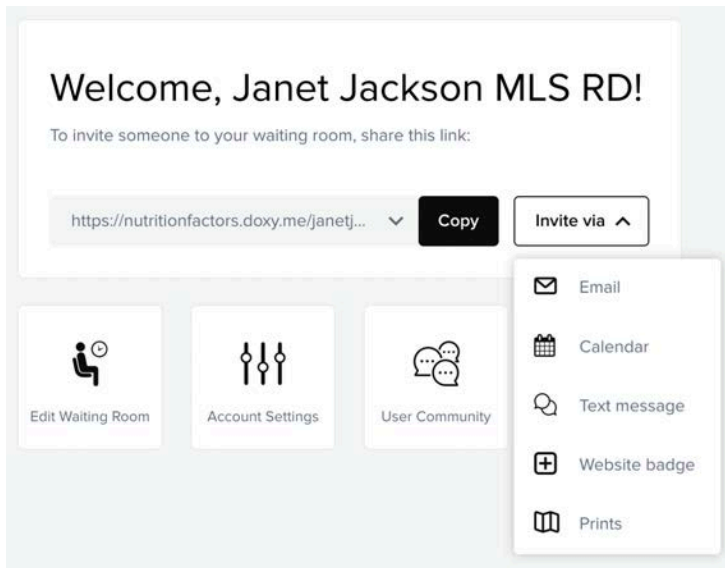 Welcome, Janet Jackson MLS RD!
To invite someone to your waiting room, share this link:
https://nutritionfactors.doxy.me/janetj...
Copy
Invite via
Email
Calendar
Text message
Website badge
Prints
Edit Waiting Room
Account Settings
User Community